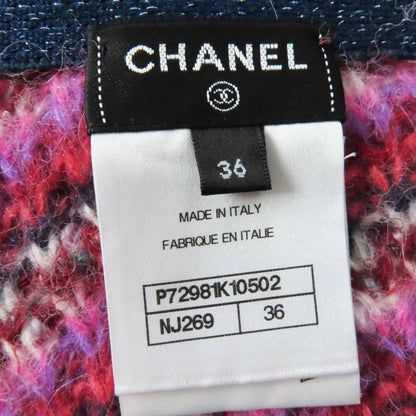 CHANEL
36
MADE IN ITALY
FABRIQUE EN ITALIE
P72981K10502
NJ269 36